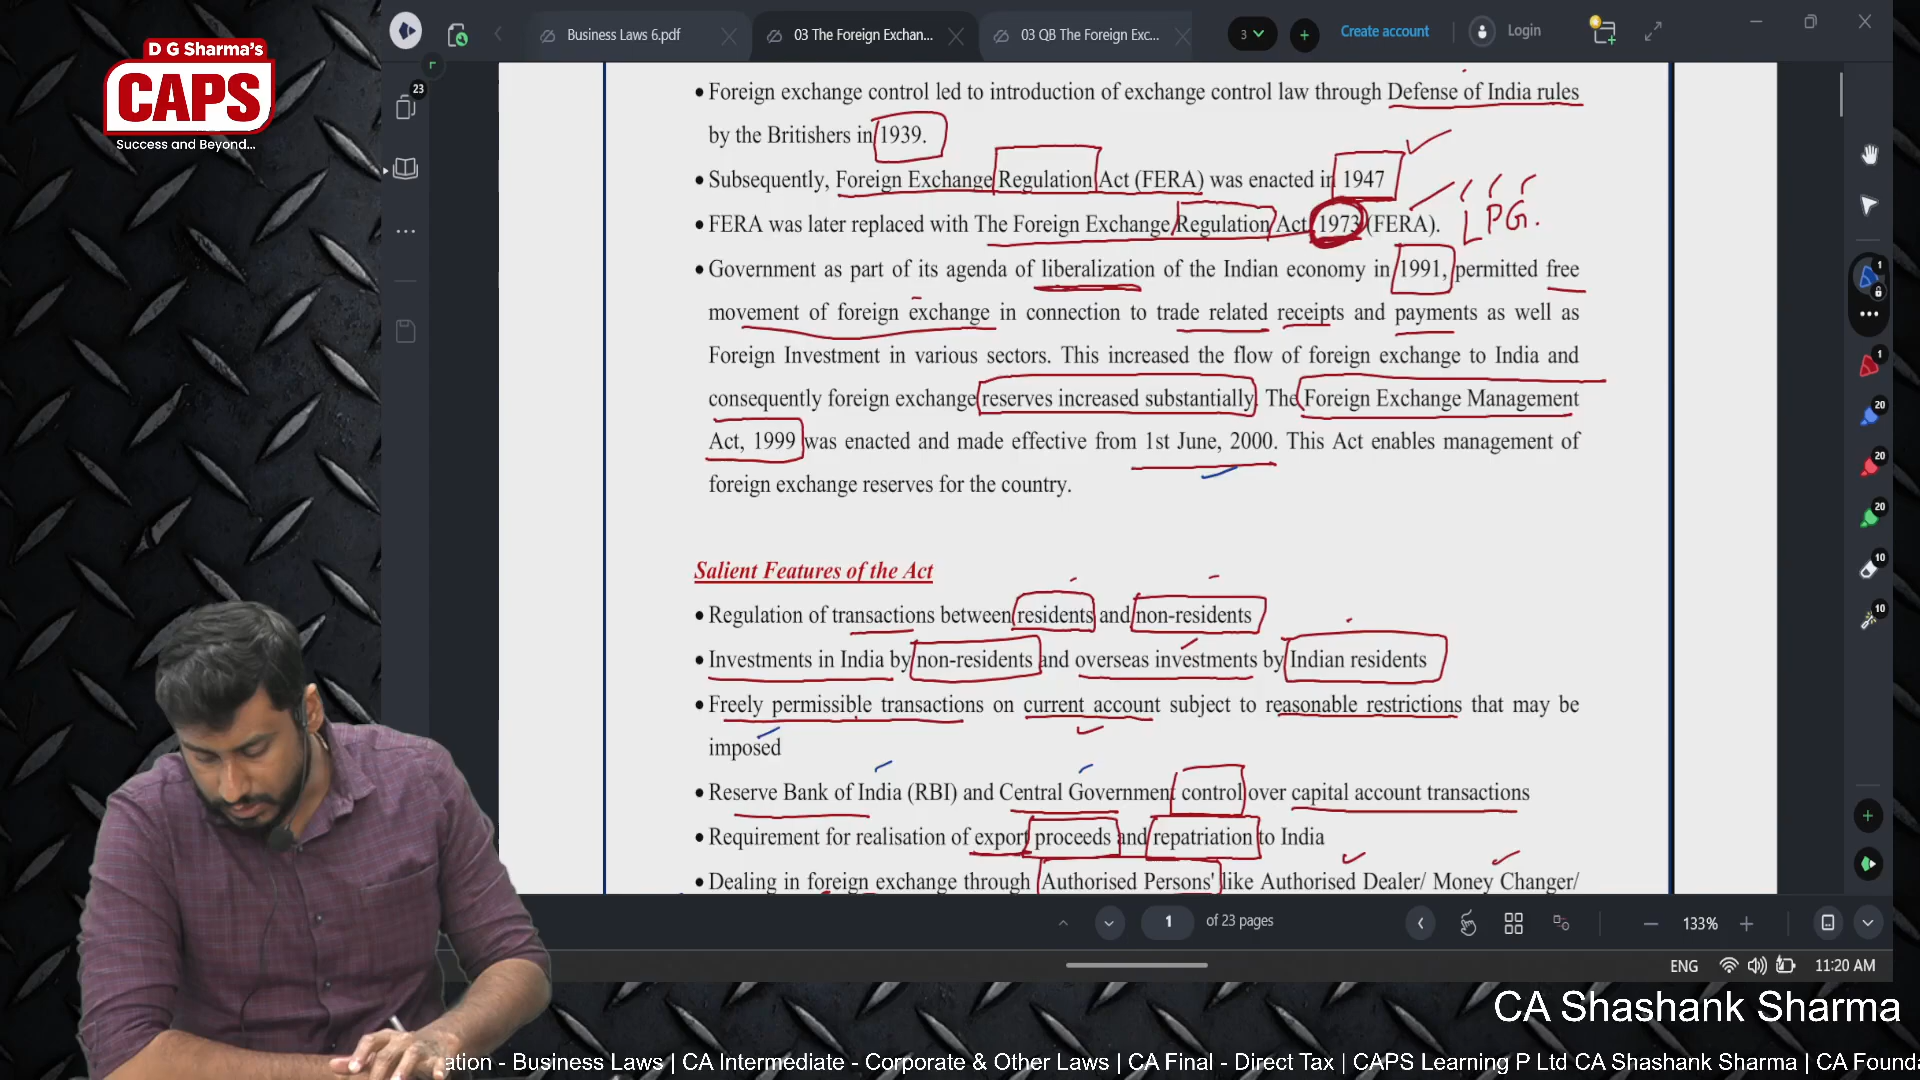 D G Sharma's
CAPS
Success and Beyond...
Business Laws 6.pdf
03 The Foreign Exchan...
03 QB The Foreign Exc...
3
Create account
Login
23
• Foreign exchange control led to introduction of exchange control law through Defense of India rules
by the Britishers in 1939.
• Subsequently, Foreign Exchange Regulation Act (FERA) was enacted in 1947
• FERA was later replaced with The Foreign Exchange Regulation Act 1973 (FERA).
LPG.
• Government as part of its agenda of liberalization of the Indian economy in 1991, permitted free
movement of foreign exchange in connection to trade related receipts and payments as well as
Foreign Investment in various sectors. This increased the flow of foreign exchange to India and
consequently foreign exchange reserves increased substantially. The Foreign Exchange Management
Act, 1999 was enacted and made effective from 1st June, 2000. This Act enables management of
foreign exchange reserves for the country.
Salient Features of the Act
• Regulation of transactions between residents and non-residents
• Investments in India by non-residents and overseas investments by Indian residents
• Freely permissible transactions on current account subject to reasonable restrictions that may be
imposed
• Reserve Bank of India (RBI) and Central Government control over capital account transactions
• Requirement for realisation of export proceeds and repatriation to India
• Dealing in foreign exchange through 'Authorised Persons' like Authorised Dealer/ Money Changer/
1
1
20
20
20
10
10
1 of 23 pages
133%
ENG
11:20 AM
CA Shashank Sharma
ation - Business Laws | CA Intermediate - Corporate & Other Laws | CA Final - Direct Tax | CAPS Learning P Ltd CA Shashank Sharma | CA Founda